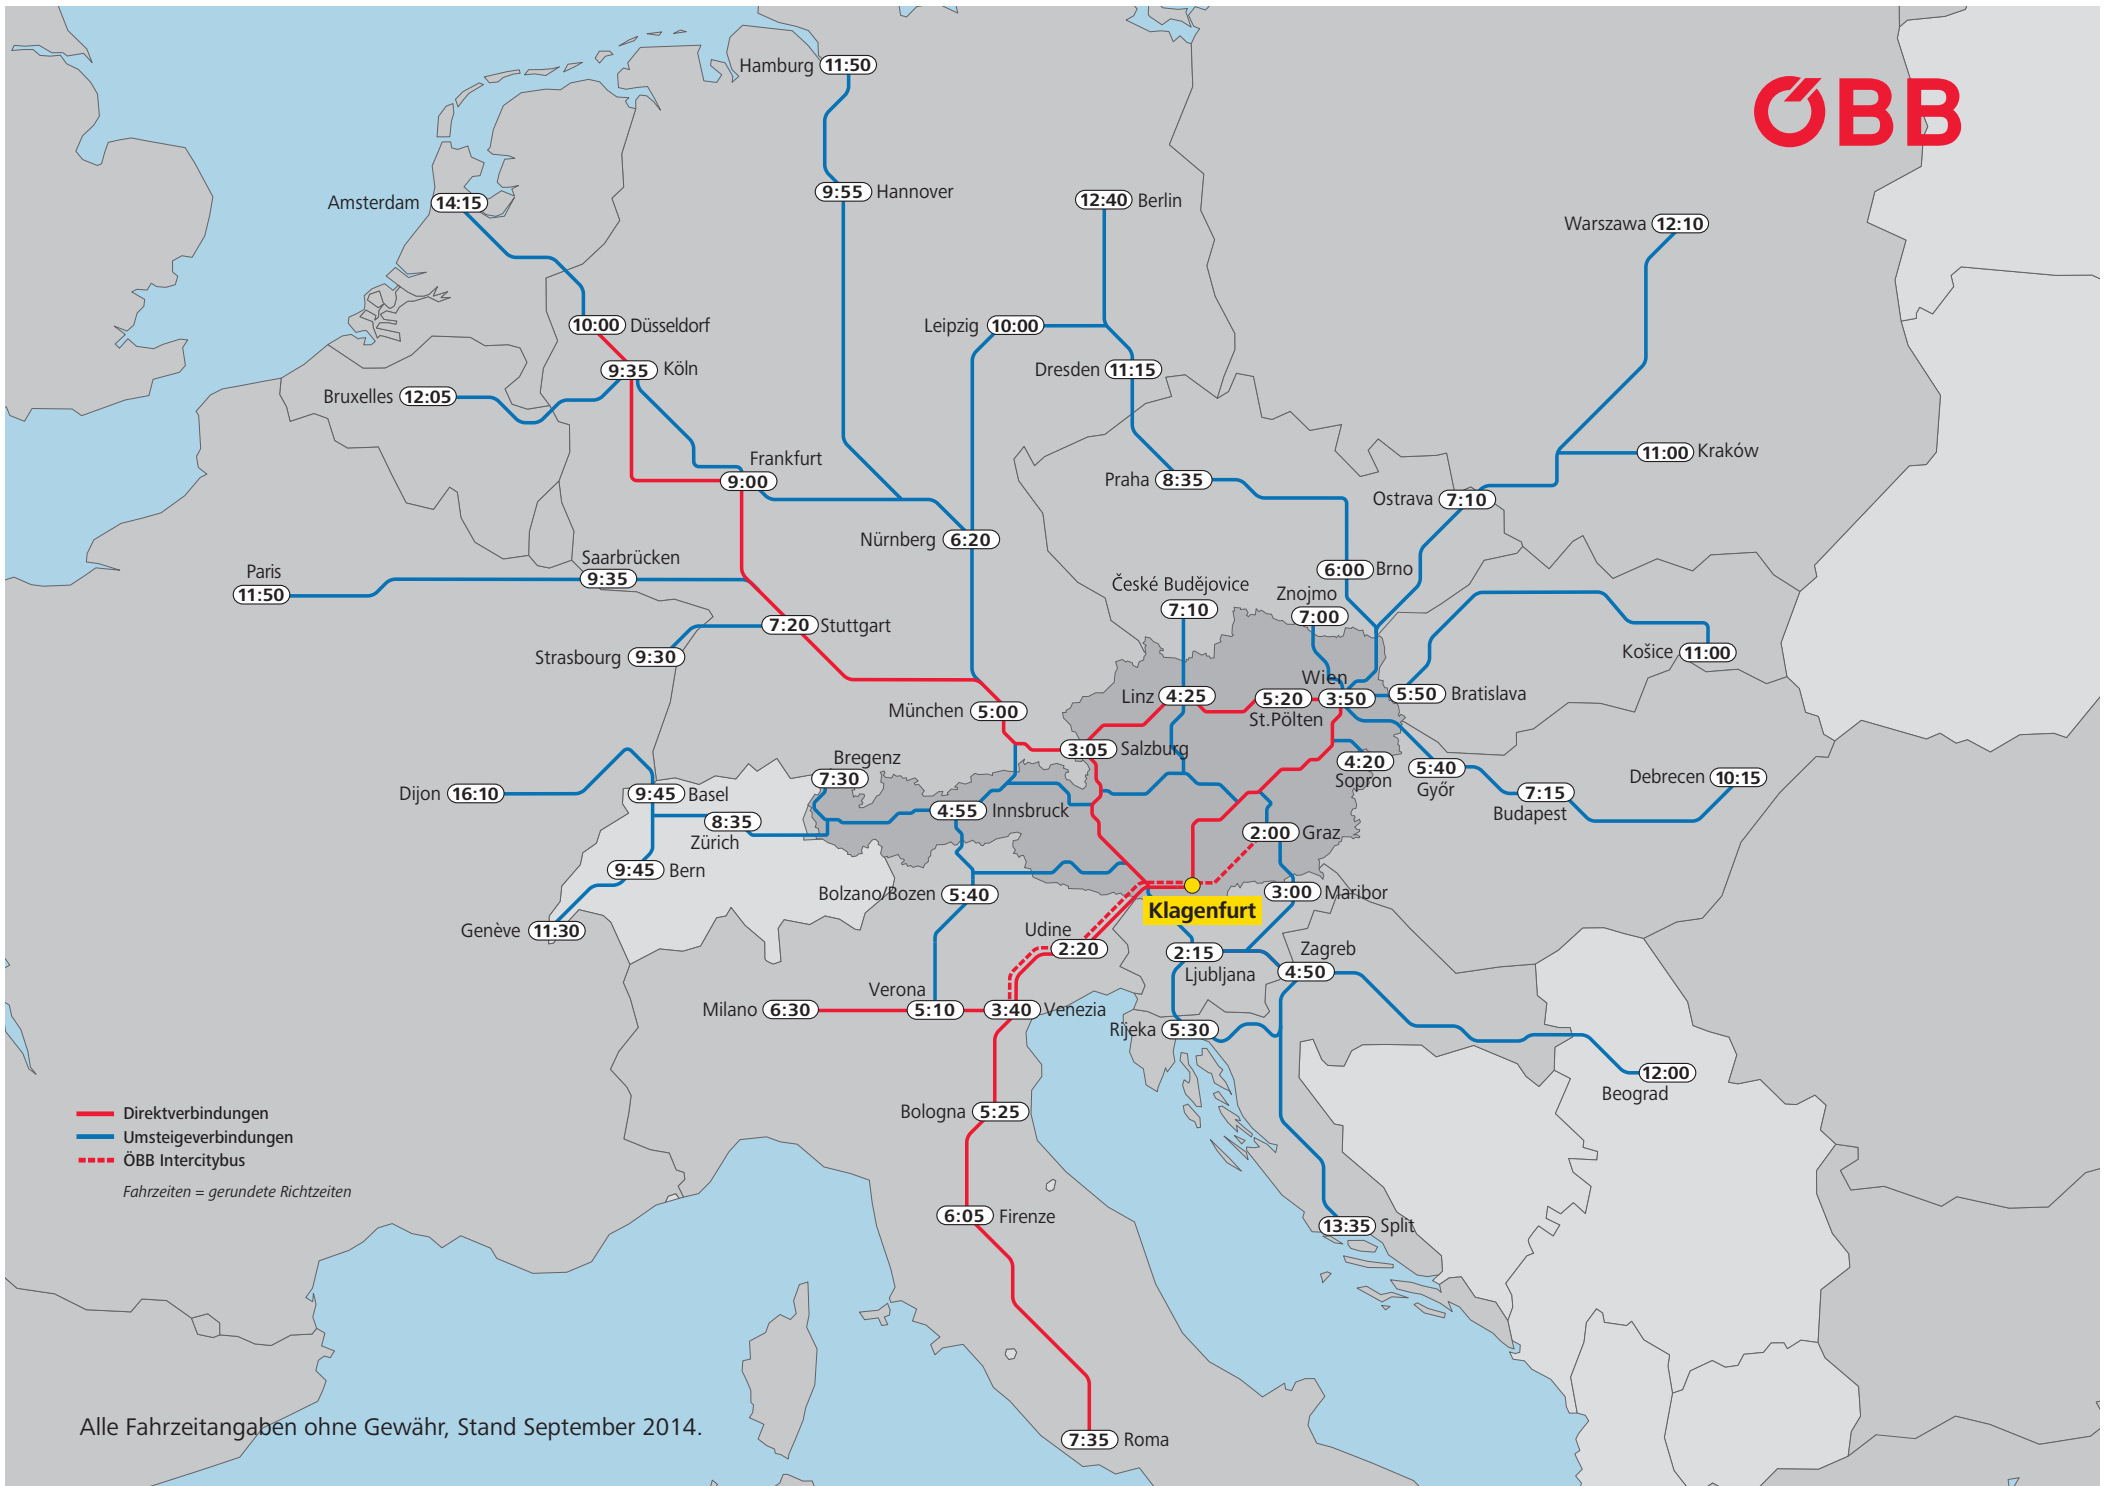 Hamburg 11:50
ÖBB
9:55 Hannover
Amsterdam 14:15
12:40 Berlin
Warszawa 12:10
10:00 Düsseldorf
Leipzig 10:00
9:35 Köln
Dresden 11:15
Bruxelles 12:05
Frankfurt
9:00
11:00 Kraków
Praha 8:35
Ostrava 7:10
Nürnberg 6:20
Saarbrücken
9:35
Paris
11:50
6:00 Brno
České Budějovice
7:10
Znojmo
7:00
7:20 Stuttgart
Strasbourg 9:30
Košice 11:00
Wien
3:50
Linz 4:25
5:20
St.Pölten
5:50 Bratislava
München 5:00
3:05 Salzburg
Bregenz
7:30
4:20
Sopron
5:40
Győr
Debrecen 10:15
Dijon 16:10
9:45 Basel
7:15
Budapest
8:35
Zürich
4:55 Innsbruck
2:00 Graz
9:45 Bern
Bolzano/Bozen 5:40
3:00 Maribor
Klagenfurt
Genève 11:30
Udine
2:20
2:15
Ljubljana
Zagreb
4:50
Verona
5:10
Milano 6:30
3:40 Venezia
Rijeka 5:30
12:00
Beograd
Bologna 5:25
Direktverbindungen
Umsteigeverbindungen
ÖBB Intercitybus
Fahrzeiten = gerundete Richtzeiten
6:05 Firenze
13:35 Split
Alle Fahrzeitangaben ohne Gewähr, Stand September 2014.
7:35 Roma